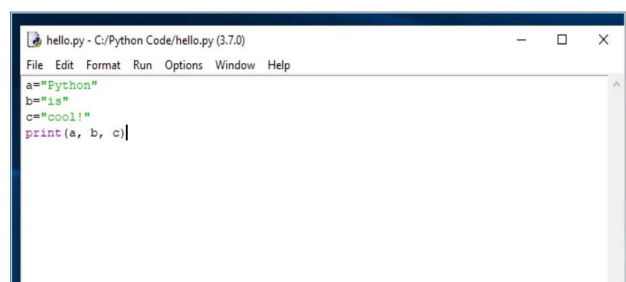 hello.py - C:/Python Code/hello.py (3.7.0)
File Edit Format Run Options Window Help
a="Python"
b="is"
c="cool!"
print(a, b, c)